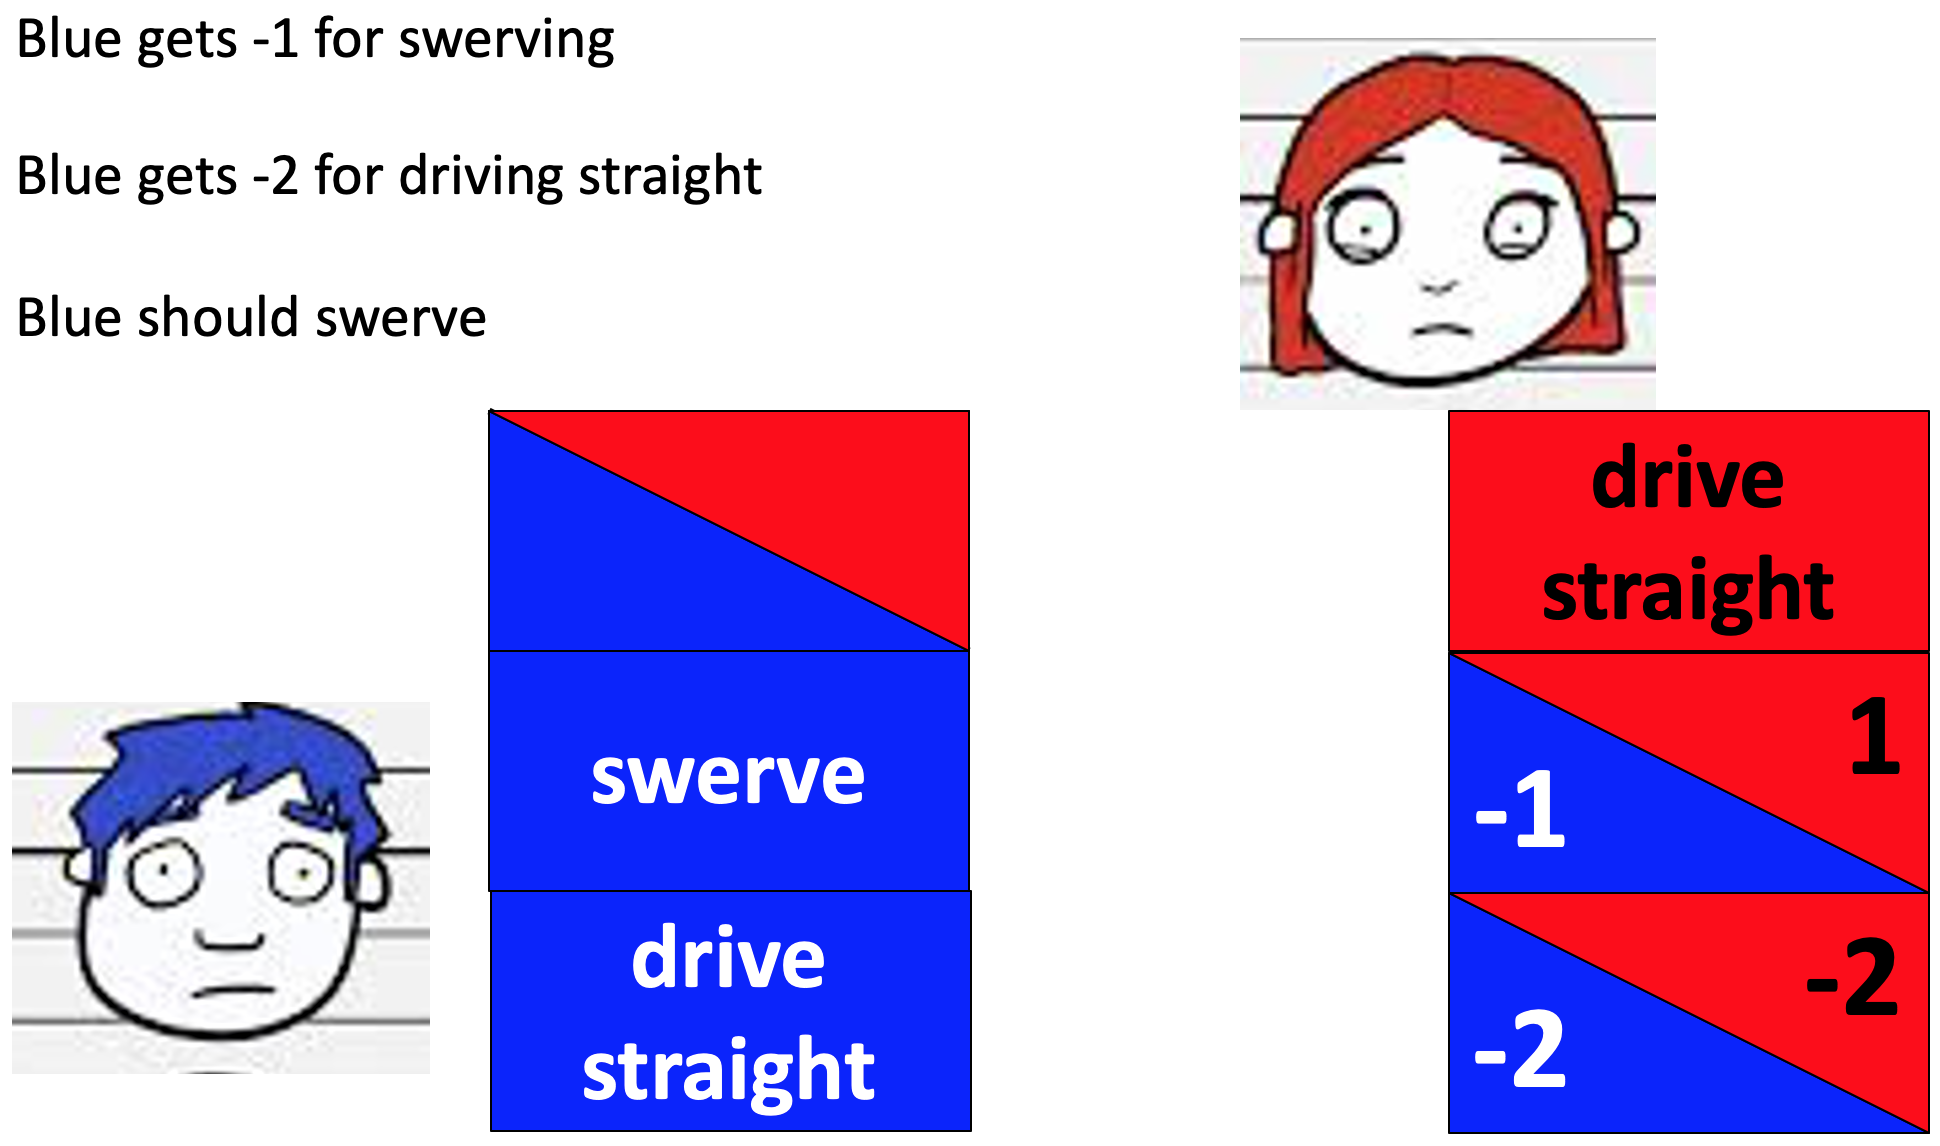 Blue gets -1 for swerving
Blue gets -2 for driving straight
Blue should swerve
drive
straight
swerve
-1
1
drive
straight
-2
-2